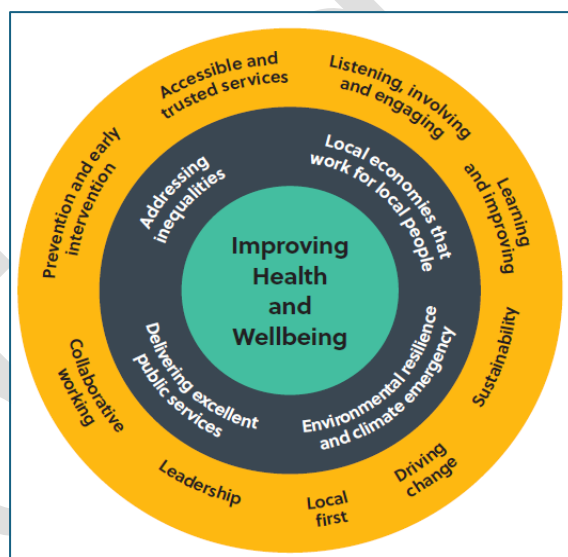 Accessible and
trusted services
Listening, involving
and engaging
Learning
and improving
Sustainability
Driving
change
Local
first
Leadership
Collaborative
working
Prevention and early
intervention
Addressing
inequalities
Local economies that
work for local people
Environmental resilience
and climate emergency
Delivering excellent
public services
Improving
Health
and
Wellbeing